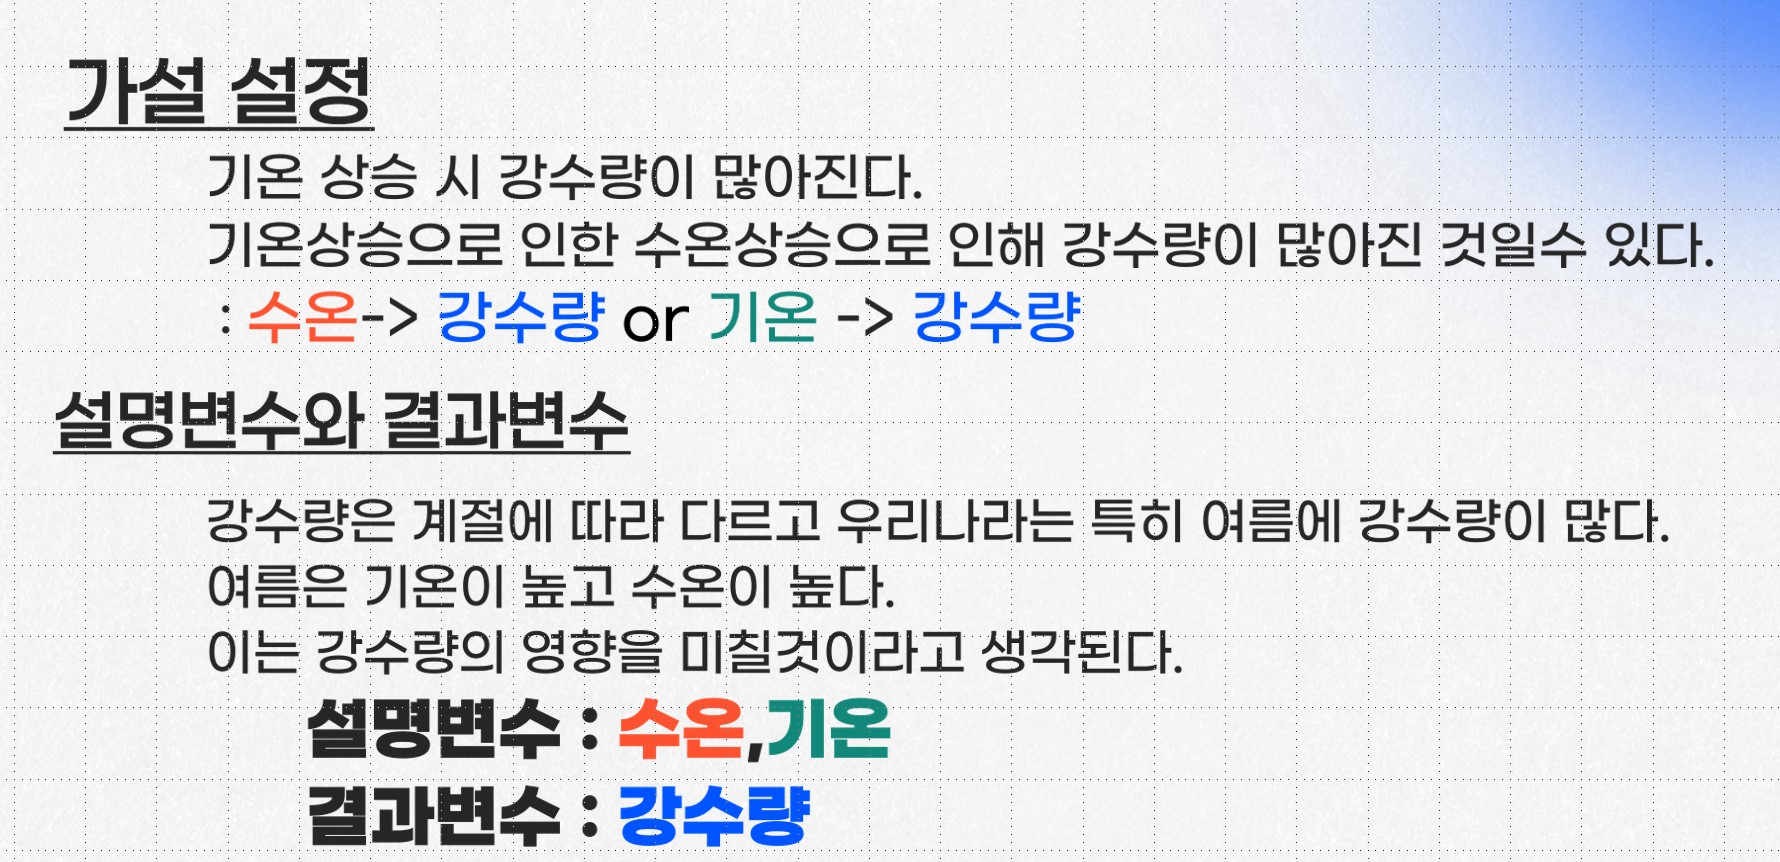 가설 설정
기온 상승 시 강수량이 많아진다.
기온상승으로 인한 수온상승으로 인해 강수량이 많아진 것일수 있다.
: 수온-> 강수량 or 기온 -> 강수량
설명변수와 결과변수
강수량은 계절에 따라 다르고 우리나라는 특히 여름에 강수량이 많다.
여름은 기온이 높고 수온이 높다.
이는 강수량의 영향을 미칠것이라고 생각된다.
설명변수 : 수온,기온
결과변수 : 강수량